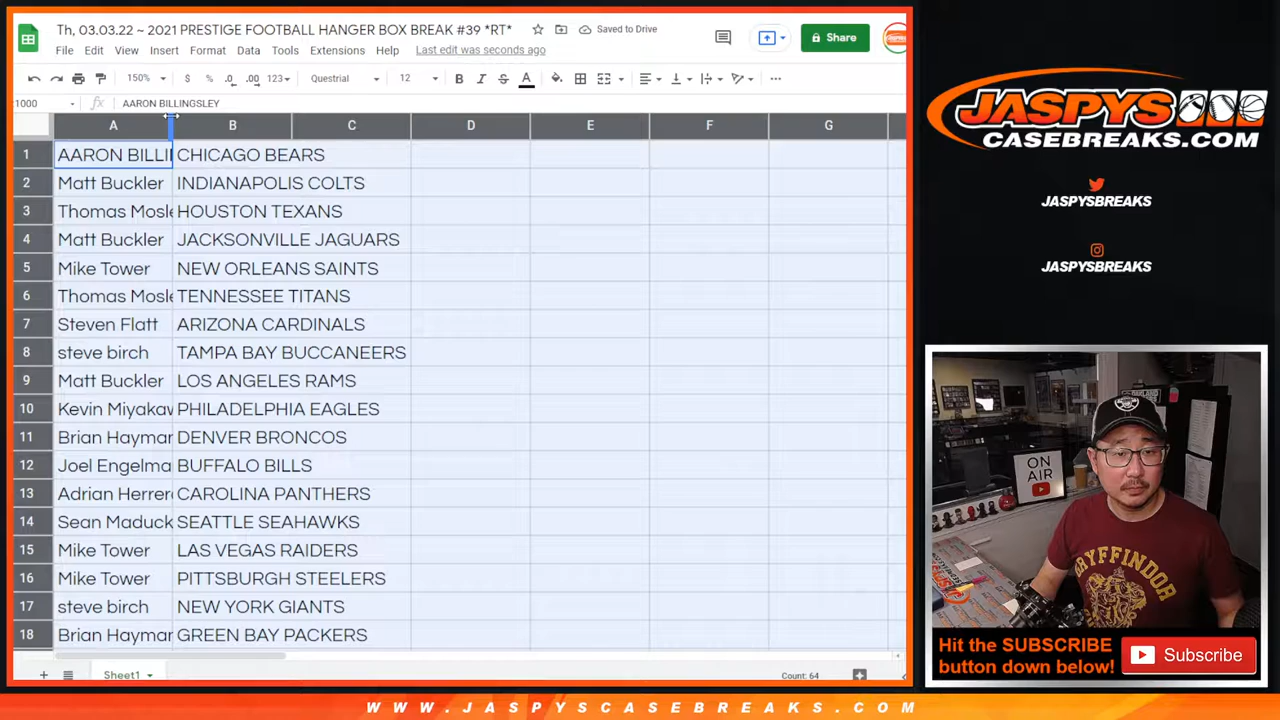 Th, 03.03.22 ~ 2021 PRESTIGE FOOTBALL HANGER BOX BREAK #39 *RT*
Saved to Drive
Share
File Edit View Insert Format Data Tools Extensions Help Last edit was seconds ago
150% $ % .0 .00 123 Questrial 12 B I S A
1000 fx AARON BILLINGSLEY
A B C D E F G
1 AARON BILLI CHICAGO BEARS
2 Matt Buckler INDIANAPOLIS COLTS
3 Thomas Mosle HOUSTON TEXANS
4 Matt Buckler JACKSONVILLE JAGUARS
5 Mike Tower NEW ORLEANS SAINTS
6 Thomas Mosle TENNESSEE TITANS
7 Steven Flatt ARIZONA CARDINALS
8 steve birch TAMPA BAY BUCCANEERS
9 Matt Buckler LOS ANGELES RAMS
10 Kevin Miyakaw PHILADELPHIA EAGLES
11 Brian Hayman DENVER BRONCOS
12 Joel Engelma BUFFALO BILLS
13 Adrian Herrer CAROLINA PANTHERS
14 Sean Maduck SEATTLE SEAHAWKS
15 Mike Tower LAS VEGAS RAIDERS
16 Mike Tower PITTSBURGH STEELERS
17 steve birch NEW YORK GIANTS
18 Brian Hayman GREEN BAY PACKERS
Sheet1
Count: 64
JASPYS
CASEBREAKS.COM
JASPYSBREAKS
JASPYSBREAKS
ON
AIR
GRYFFINDOR
Hit the SUBSCRIBE
button down below!
Subscribe
WWW.JASPYSCASEBREAKS.COM